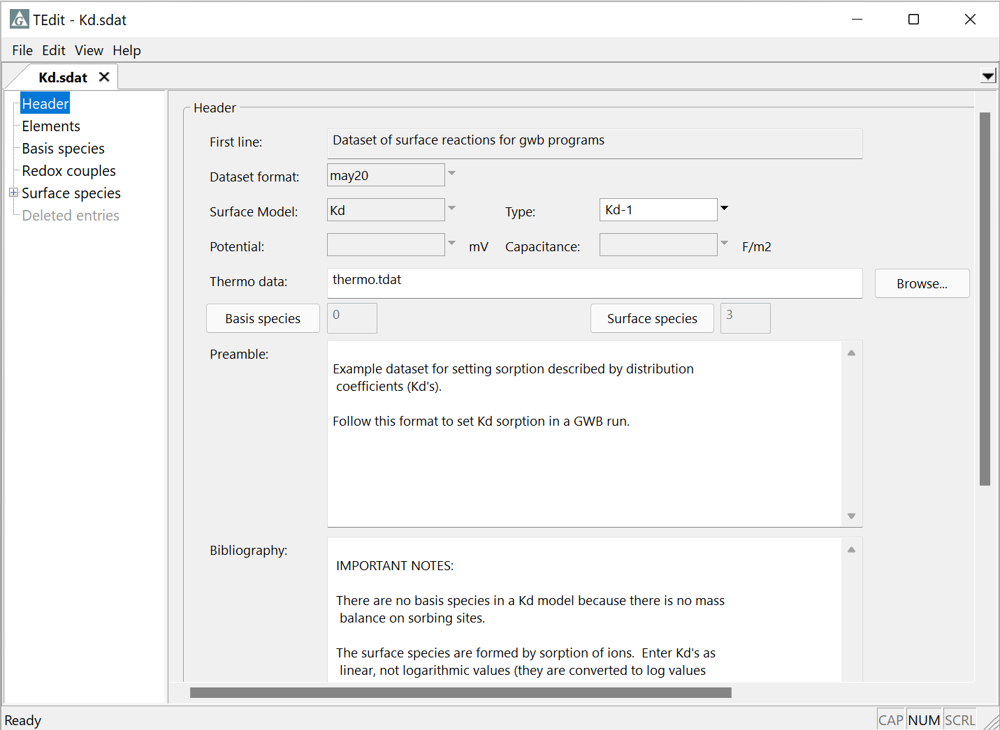 TEdit - Kd.sdat
File Edit View Help
Kd.sdat
Header
Elements
Basis species
Redox couples
Surface species
Deleted entries
Header
First line: Dataset of surface reactions for gwb programs
Dataset format: may20
Surface Model: Kd Type: Kd-1
Potential: mV Capacitance: F/m2
Thermo data: thermo.tdat Browse...
Basis species 0 Surface species 3
Preamble:
Example dataset for setting sorption described by distribution
coefficients (Kd's).
Follow this format to set Kd sorption in a GWB run.
Bibliography:
IMPORTANT NOTES:
There are no basis species in a Kd model because there is no mass
balance on sorbing sites.
The surface species are formed by sorption of ions.  Enter Kd's as
linear, not logarithmic values (they are converted to log values
Ready CAP NUM SCRL